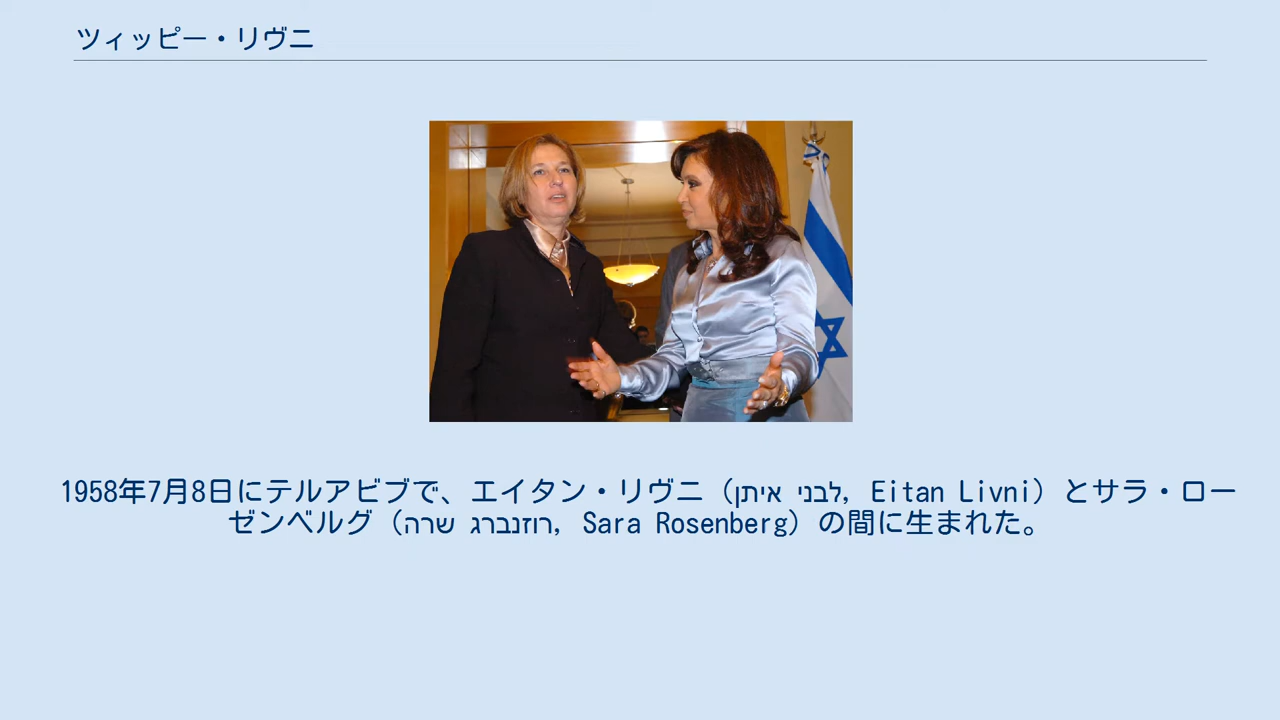 ツィッピー・リヴニ
1958年7月8日にテルアビブで、エイタン・リヴニ（לבני איתן, Eitan Livni）とサラ・ロー
ゼンベルグ（רוזנברג שרה, Sara Rosenberg）の間に生まれた。